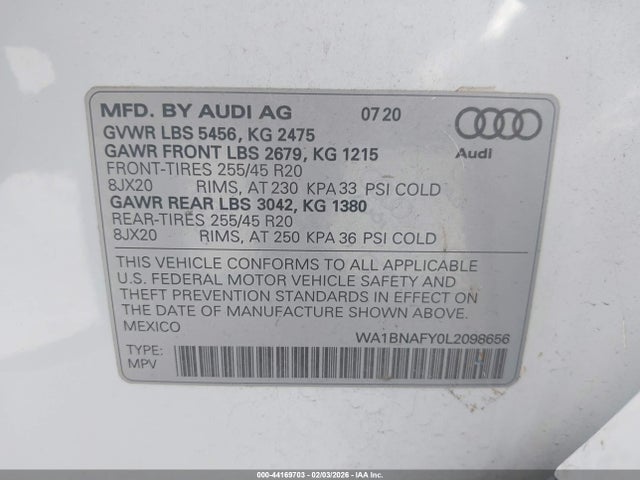 MFD. BY AUDI AG 07 20
GVWR LBS 5456, KG 2475
GAWR FRONT LBS 2679, KG 1215
Audi
FRONT-TIRES 255/45 R20
8JX20 RIMS, AT 230 KPA 33 PSI COLD
GAWR REAR LBS 3042, KG 1380
REAR-TIRES 255/45 R20
8JX20 RIMS, AT 250 KPA 36 PSI COLD
THIS VEHICLE CONFORMS TO ALL APPLICABLE
U.S. FEDERAL MOTOR VEHICLE SAFETY AND
THEFT PREVENTION STANDARDS IN EFFECT ON
THE DATE OF MANUFACTURE SHOWN ABOVE.
MEXICO
WA1BNAFY0L2098656
TYPE:
MPV
00-44169703 - 02/03/2026 - COPYRIGHT IAA, LLC.